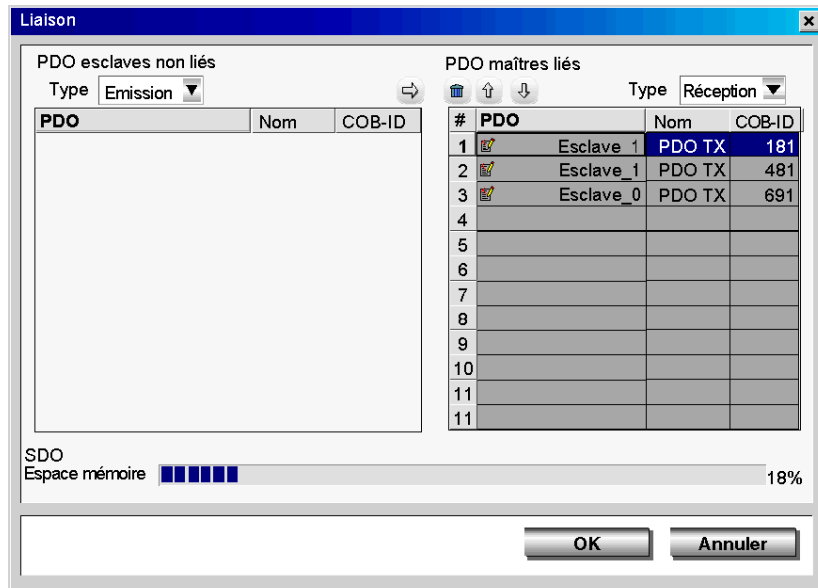 Liaison
PDO esclaves non liés
Type Emission
PDO Nom COB-ID
PDO maîtres liés
Type Réception
# PDO Nom COB-ID
1 Esclave_1 PDO TX 181
2 Esclave_1 PDO TX 481
3 Esclave_0 PDO TX 691
4
5
6
7
8
9
10
11
11
SDO
Espace mémoire 18%
OK Annuler